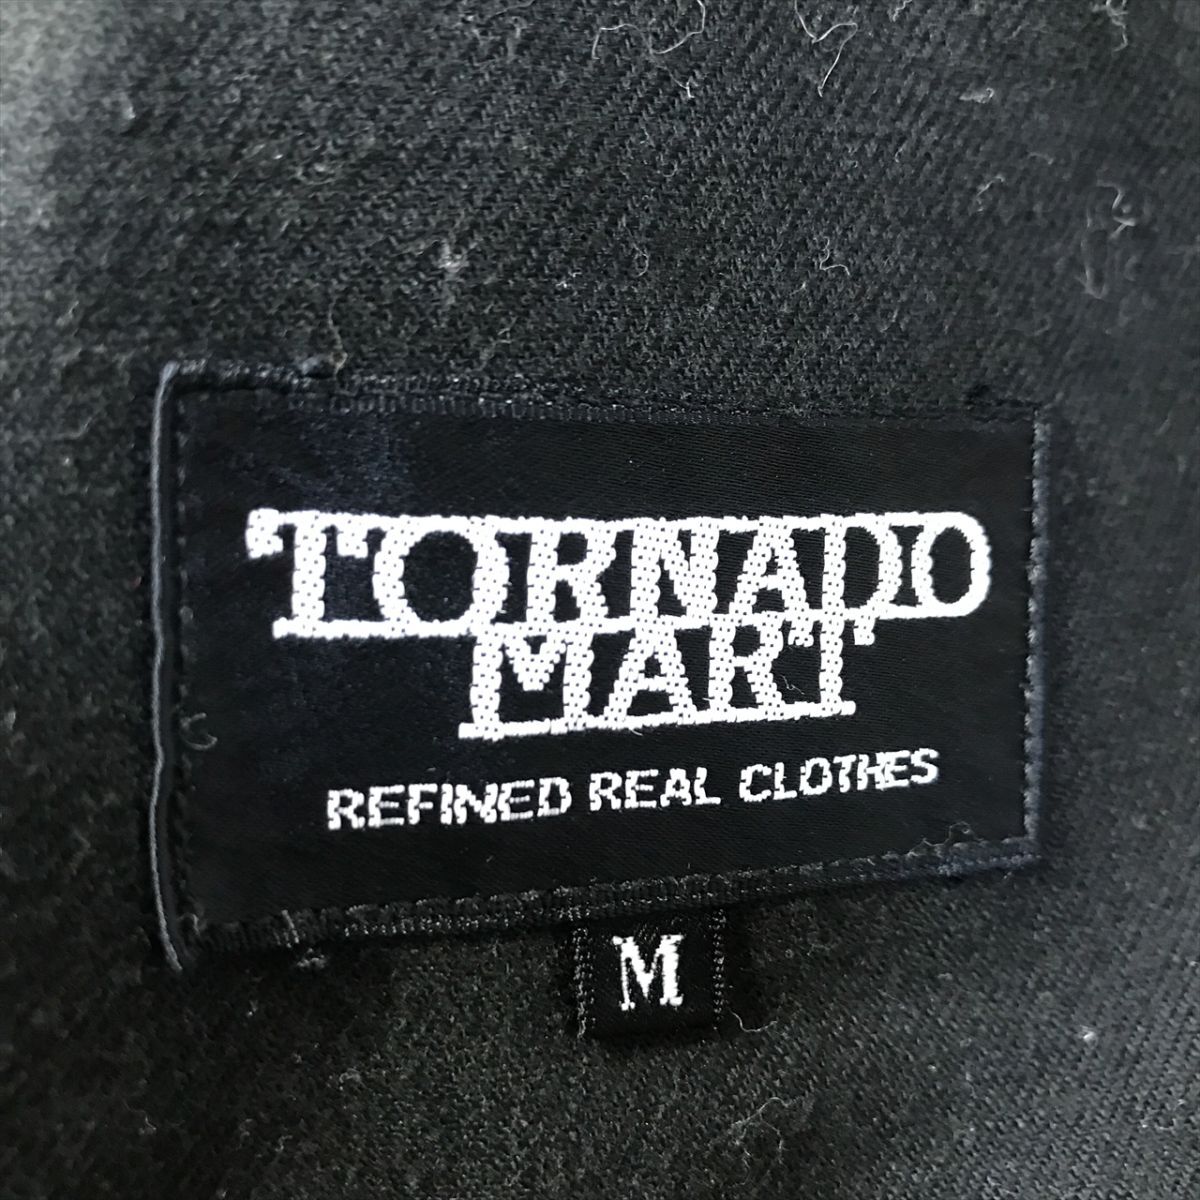 TORNADO
MART
REFINED REAL CLOTHES
M